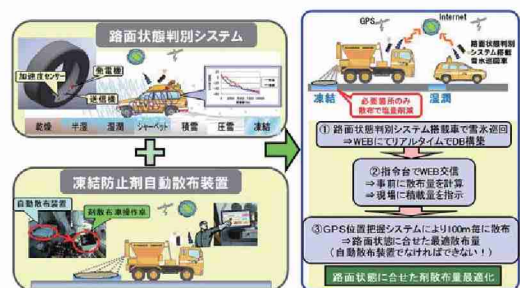 路面状態判別システム
加速度センサー
発電機
送信機
乾燥 半湿 湿潤 シャーベット 積雪 圧雪 凍結
凍結防止剤自動散布装置
自動散布装置
剤散布車操作卓
GPS
Internet
路面状態判別
システム搭載
雪氷巡回車
凍結
湿潤
必要箇所のみ
散布で塩量削減
① 路面状態判別システム搭載車で雪氷巡回
⇒WEBにてリアルタイムでDB構築
②指令台でWEB交信
⇒事前に散布量を計算
⇒現場に積載量を指示
③GPS位置把握システムにより100m毎に散布
⇒路面状態に合せた最適散布量
(自動散布装置でなければできない！)
路面状態に合せた剤散布量最適化